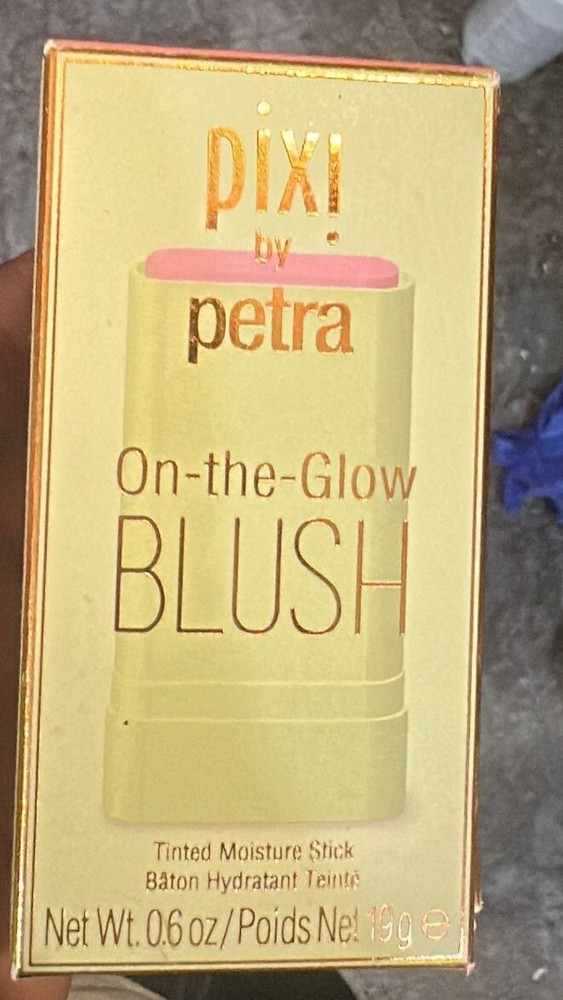 pixi
by
petra
On-the-Glow
BLUSH
Tinted Moisture Stick
Bâton Hydratant Teinté
Net Wt. 0.6 oz/Poids Net 19g ℮